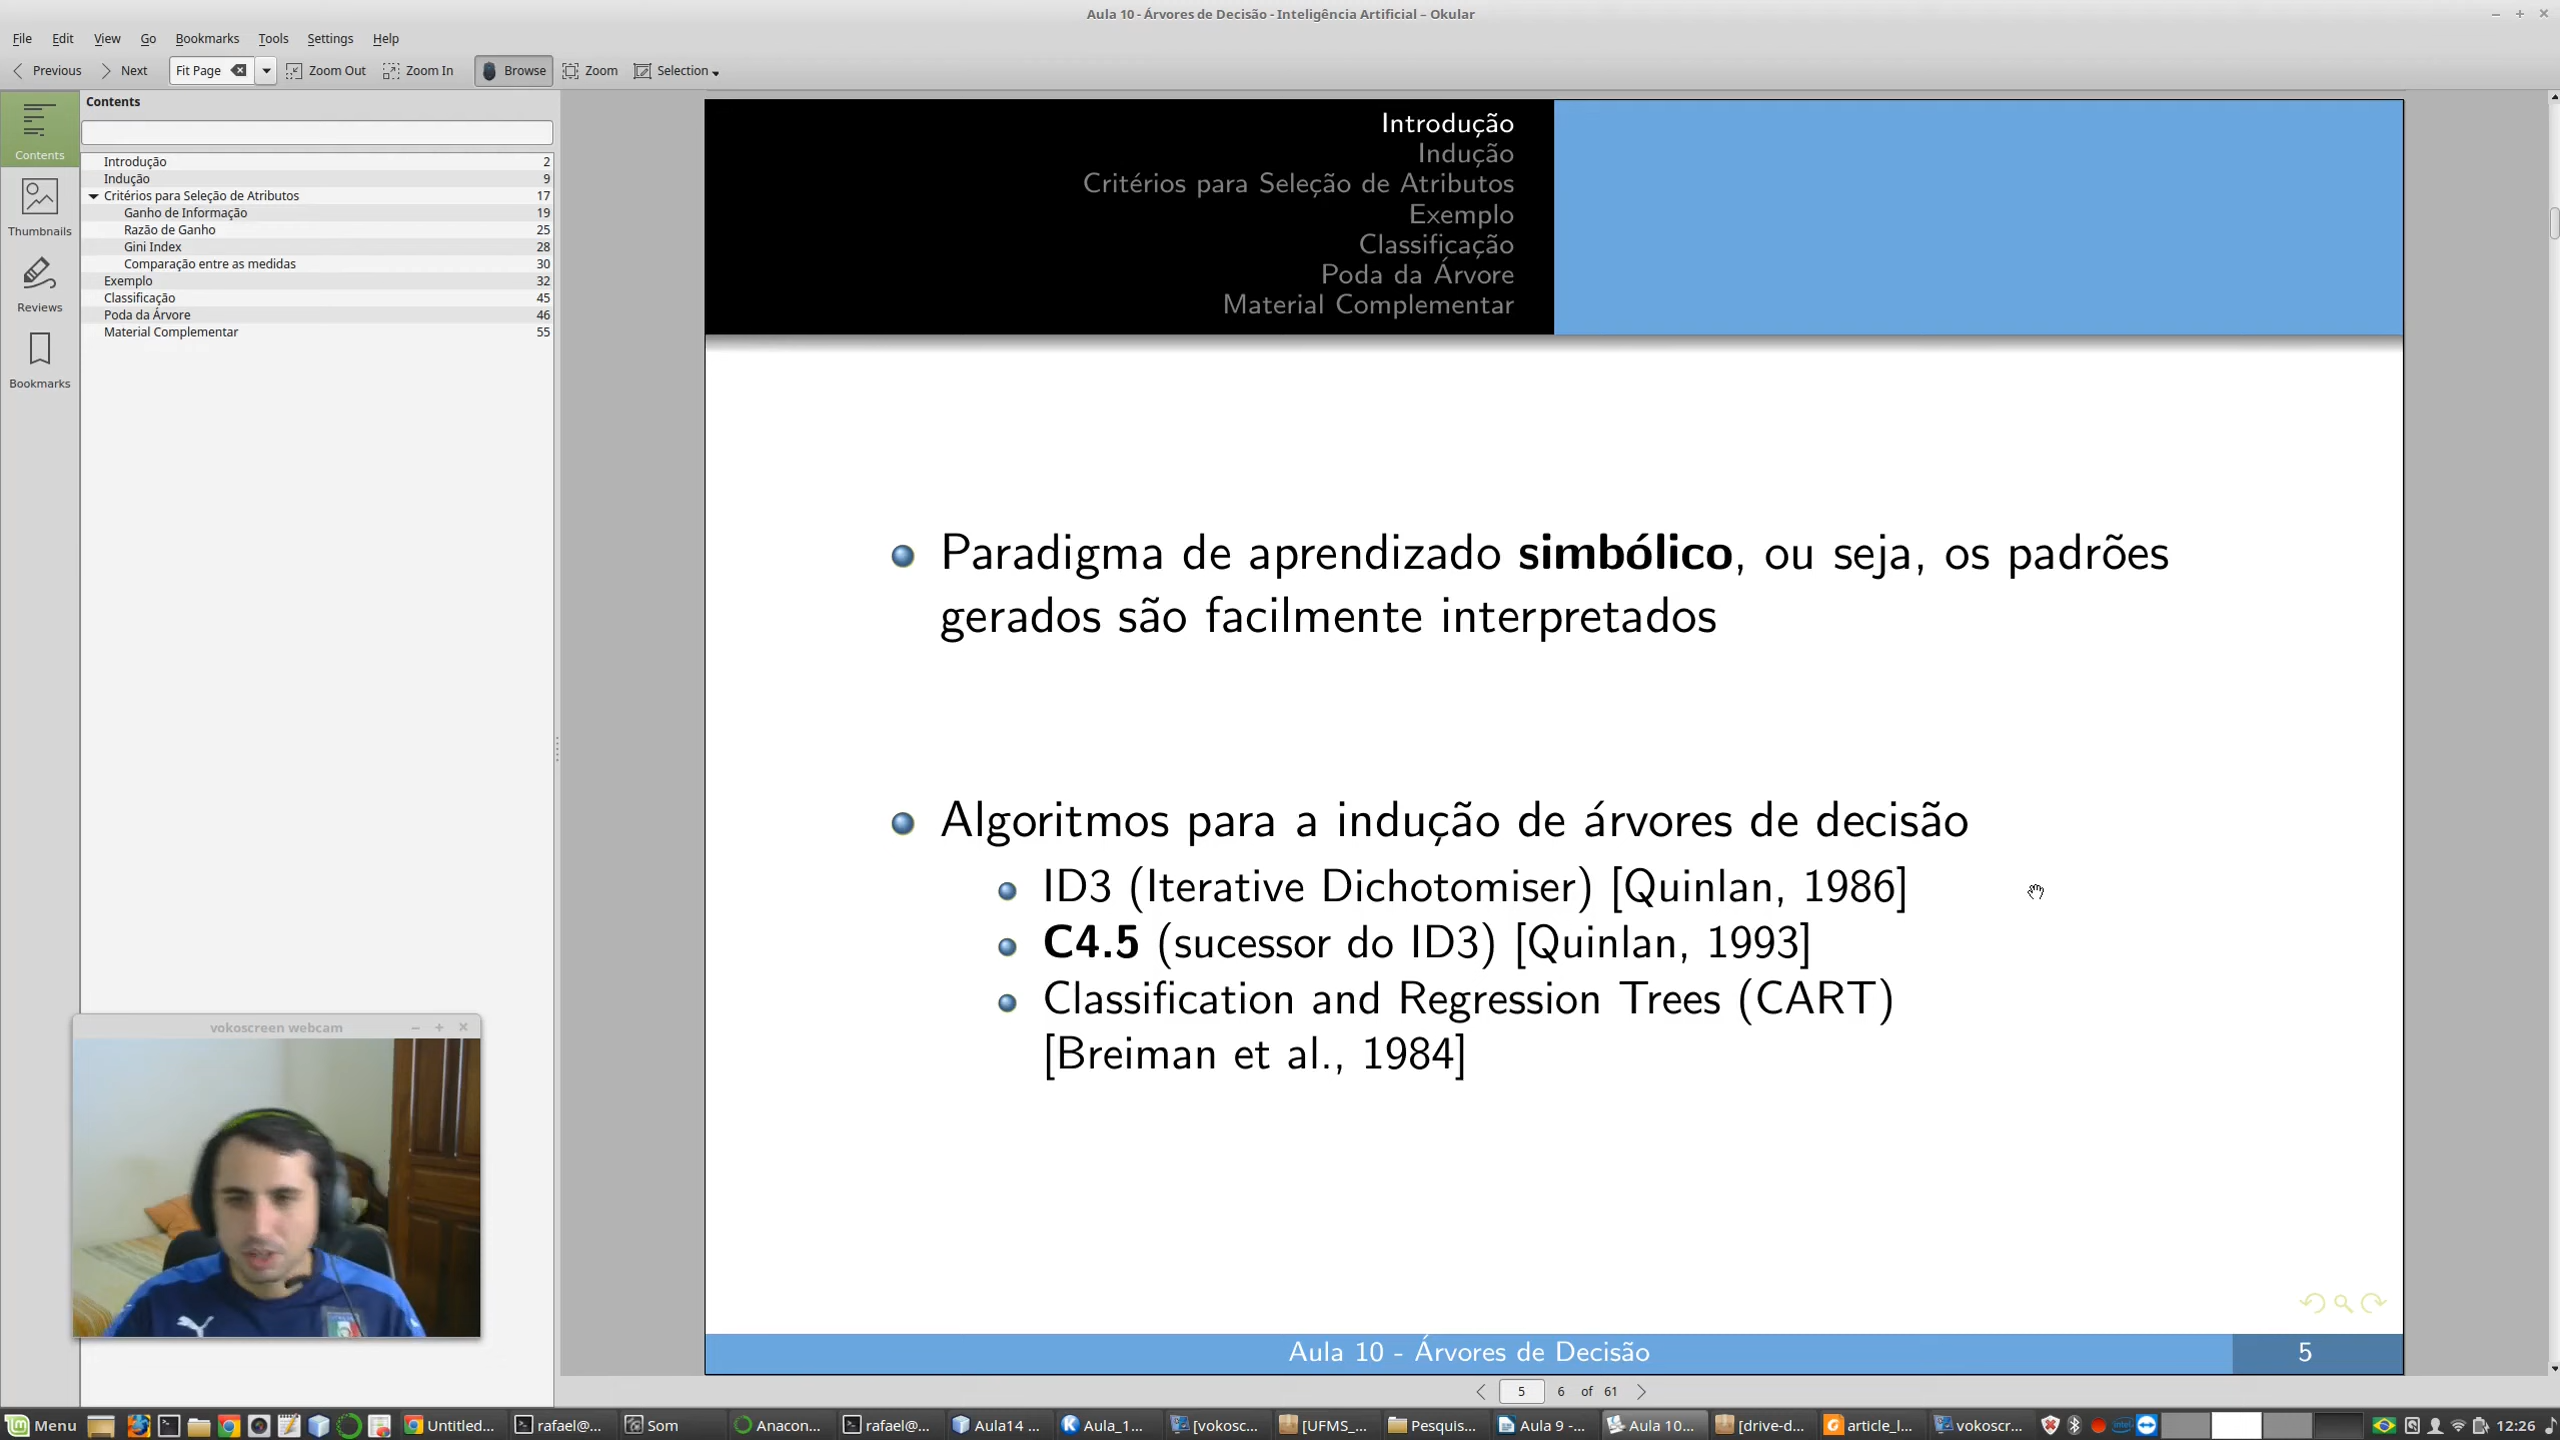 Aula 10 - Árvores de Decisão - Inteligência Artificial – Okular
File Edit View Go Bookmarks Tools Settings Help
Previous Next Fit Page Zoom Out Zoom In Browse Zoom Selection
Contents
Contents
Thumbnails
Reviews
Bookmarks
Introdução 2
Indução 9
Critérios para Seleção de Atributos 17
Ganho de Informação 19
Razão de Ganho 25
Gini Index 28
Comparação entre as medidas 30
Exemplo 32
Classificação 45
Poda da Árvore 46
Material Complementar 55
Introdução
Indução
Critérios para Seleção de Atributos
Exemplo
Classificação
Poda da Árvore
Material Complementar
Paradigma de aprendizado simbólico, ou seja, os padrões
gerados são facilmente interpretados
Algoritmos para a indução de árvores de decisão
ID3 (Iterative Dichotomiser) [Quinlan, 1986]
C4.5 (sucessor do ID3) [Quinlan, 1993]
Classification and Regression Trees (CART)
[Breiman et al., 1984]
Aula 10 - Árvores de Decisão 5
vokoscreen webcam
5 6 of 61
Menu Untitled... rafael@... Som Anacon... rafael@... Aula14 ... Aula_1... [vokosc... [UFMS_... Pesquis... Aula 9 -... Aula 10... [drive-d... article_l... vokoscr... 12:26